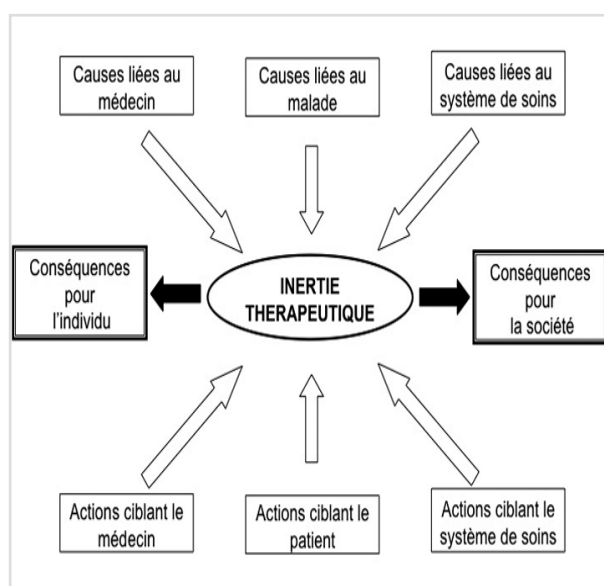 Causes liées au
médecin
Causes liées au
malade
Causes liées au
système de soins
Conséquences
pour
l'individu
INERTIE
THERAPEUTIQUE
Conséquences
pour
la société
Actions ciblant le
médecin
Actions ciblant le
patient
Actions ciblant le
système de soins